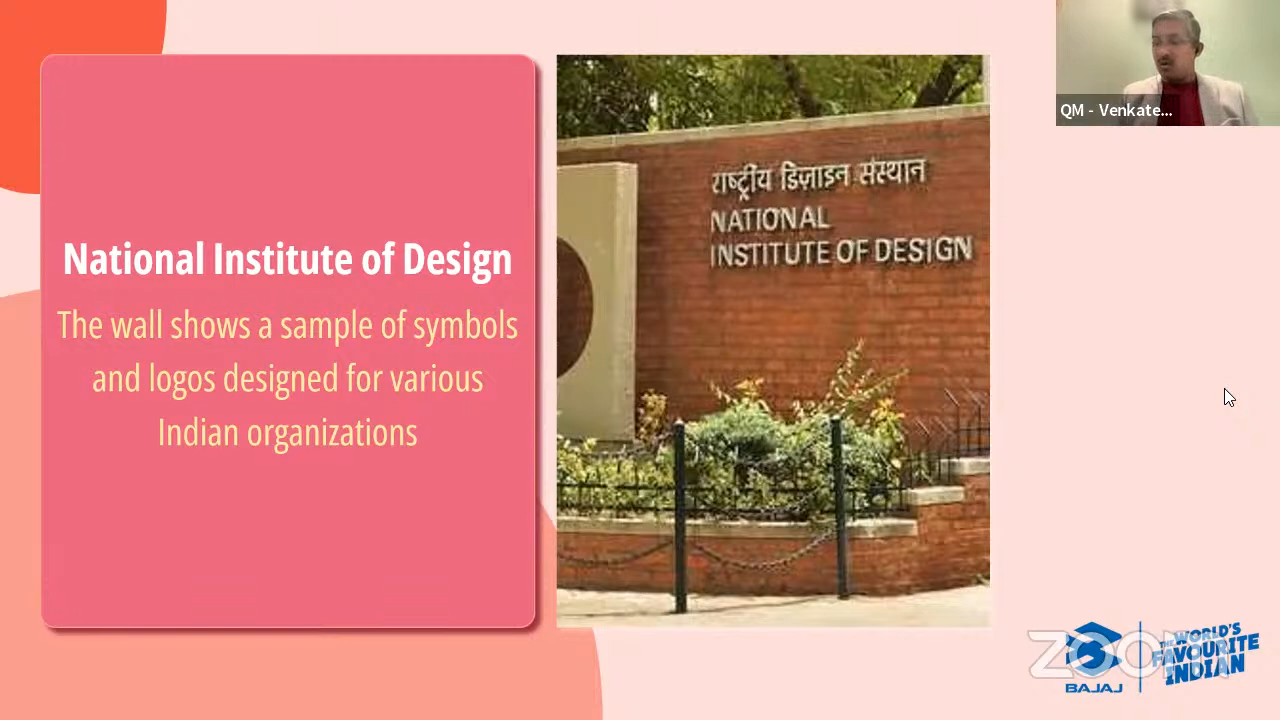 QM - Venkate...
National Institute of Design
The wall shows a sample of symbols
and logos designed for various
Indian organizations
राष्ट्रीय डिज़ाइन संस्थान
NATIONAL
INSTITUTE OF DESIGN
zoom
BAJAJ
THE WORLD'S
FAVOURITE
INDIAN